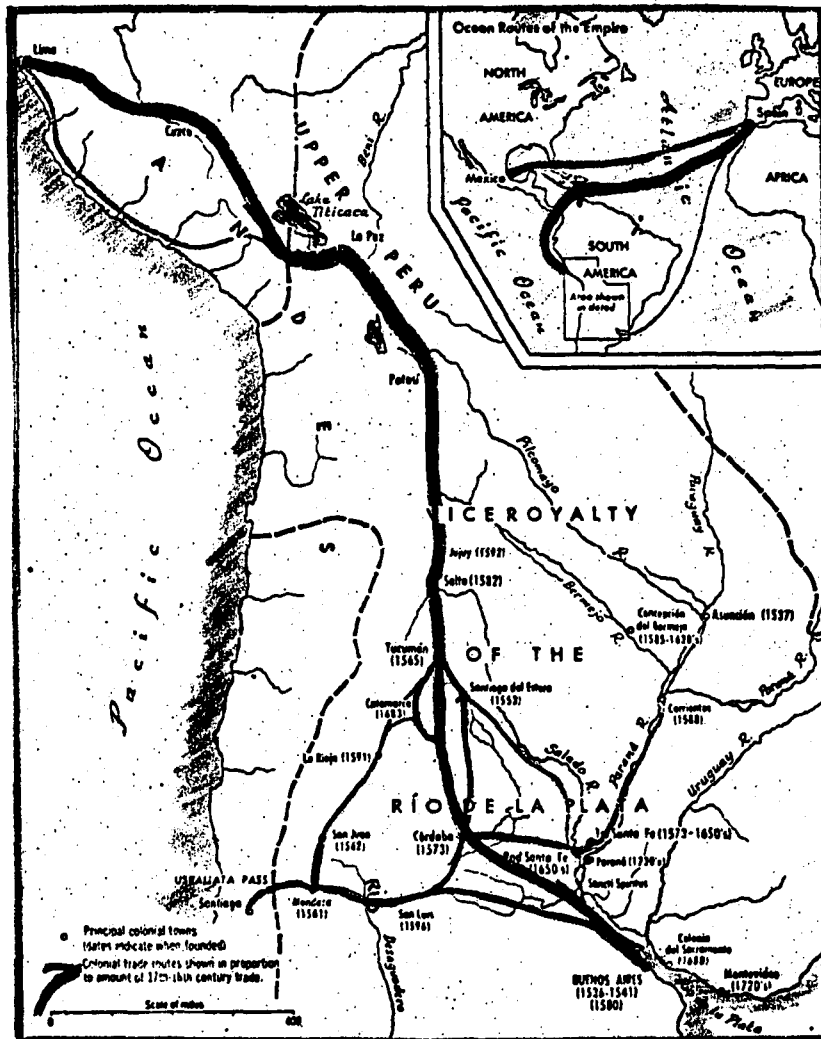 Ocean Routes of the Empire
NORTH
AMERICA
EUROPE
Spain
Atlantic
Ocean
AFRICA
Mexico
Pacific
Ocean
SOUTH
AMERICA
Area shown
in detail
Lima
Cuzco
ANDES
UPPER
PERU
Beni R.
Lake
Titicaca
La Paz
Potosí
Pacific Ocean
Pilcomayo
R.
Paraguay R.
VICEROYALTY
OF THE
RÍO DE LA PLATA
Jujuy (1592)
Salta (1582)
Bermejo R.
Concepción
del Bermejo
(1585-1620's)
Asunción (1537)
Tucumán
(1565)
Santiago del Estero
(1553)
Catamarca
(1683)
Paraná R.
Corrientes
(1588)
La Rioja (1591)
Salado R.
Paraná R.
Uruguay R.
San Juan
(1562)
Córdoba
(1573)
1st Santa Fe (1573-1650's)
2nd Santa Fe
(1650's)
Paraná (1730's)
Sancti Spiritus
USPALLATA PASS
Santiago
Mendoza
(1561)
San Luis
(1596)
Río
Desaguadero
Colonia
del Sacramento
(1680)
Montevideo
(1720's)
BUENOS AIRES
(1536-1541)
(1580)
la Plata
Principal colonial towns
(dates indicate when founded)
Colonial trade routes shown in proportion
to amount of 17th-18th century trade.
Scale of miles
0 400